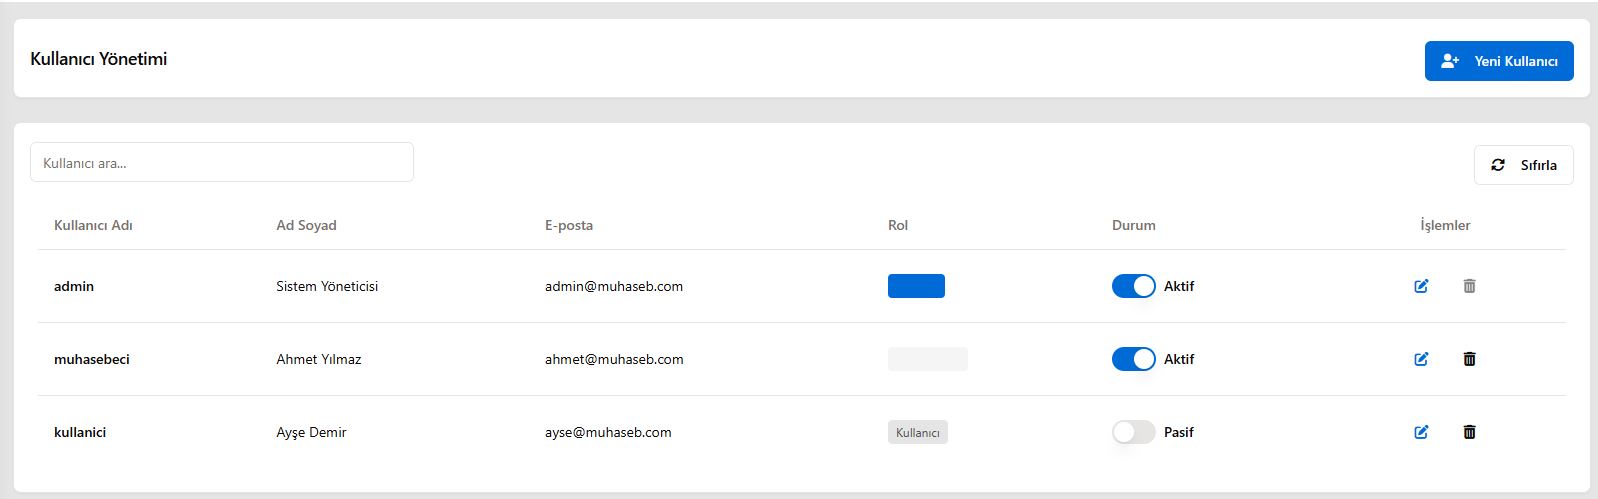 Kullanıcı Yönetimi
Yeni Kullanıcı
Kullanıcı ara...
Sıfırla
Kullanıcı Adı Ad Soyad E-posta Rol Durum İşlemler
admin Sistem Yöneticisi admin@muhaseb.com Aktif
muhasebeci Ahmet Yılmaz ahmet@muhaseb.com Aktif
kullanici Ayşe Demir ayse@muhaseb.com Kullanıcı Pasif